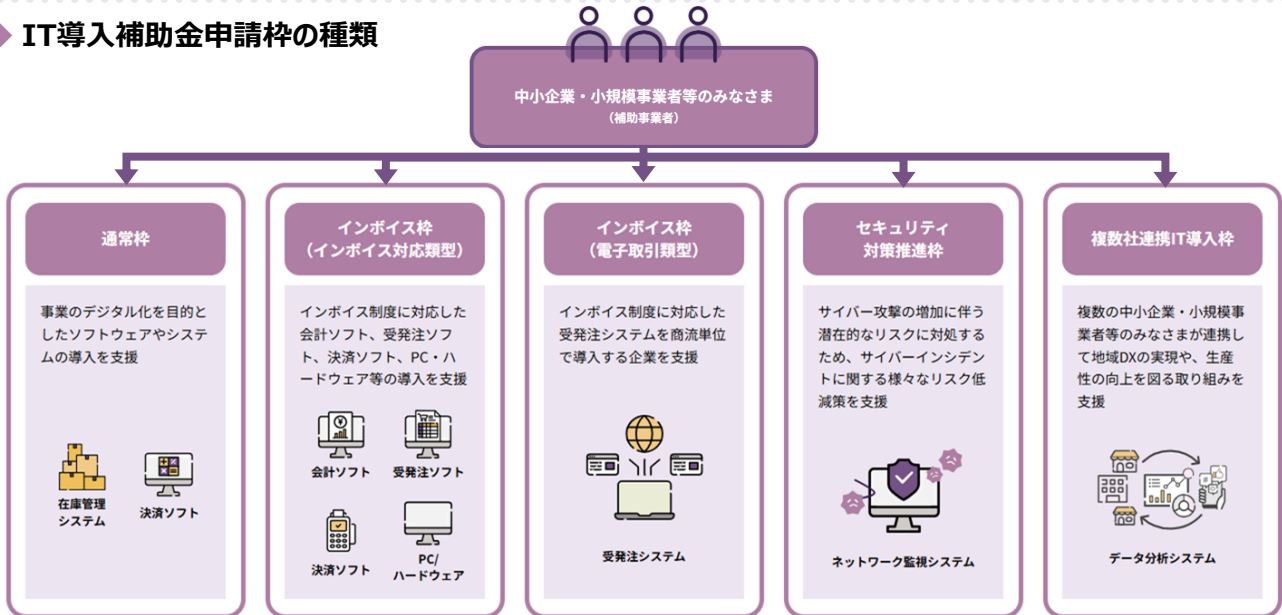 IT導入補助金申請枠の種類
中小企業・小規模事業者等のみなさま
（補助事業者）
通常枠
事業のデジタル化を目的と
したソフトウェアやシステ
ムの導入を支援
在庫管理
システム
決済ソフト
インボイス枠
（インボイス対応類型）
インボイス制度に対応した
会計ソフト、受発注ソフ
ト、決済ソフト、PC・ハ
ードウェア等の導入を支援
会計ソフト
受発注ソフト
決済ソフト
PC/
ハードウェア
インボイス枠
（電子取引類型）
インボイス制度に対応した
受発注システムを商流単位
で導入する企業を支援
受発注システム
セキュリティ
対策推進枠
サイバー攻撃の増加に伴う
潜在的なリスクに対処する
ため、サイバーインシデン
トに関する様々なリスク低
減策を支援
ネットワーク監視システム
複数社連携IT導入枠
複数の中小企業・小規模事
業者等のみなさまが連携し
て地域DXの実現や、生産
性の向上を図る取り組みを
支援
データ分析システム